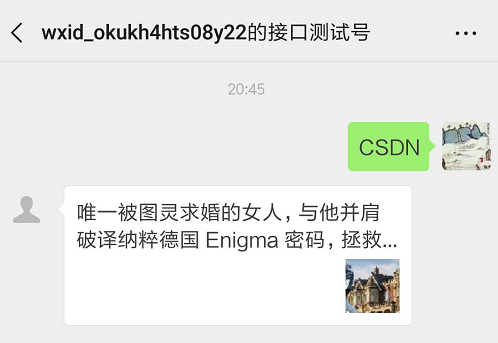 wxid_okukh4hts08y22的接口测试号
20:45
CSDN
唯一被图灵求婚的女人，与他并肩
破译纳粹德国 Enigma 密码，拯救...